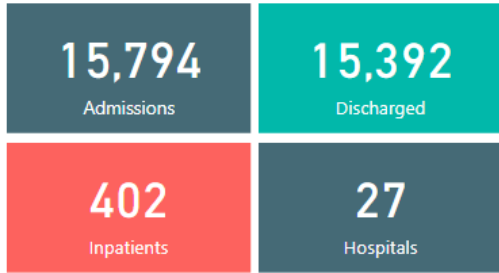 15,794
Admissions
15,392
Discharged
402
Inpatients
27
Hospitals